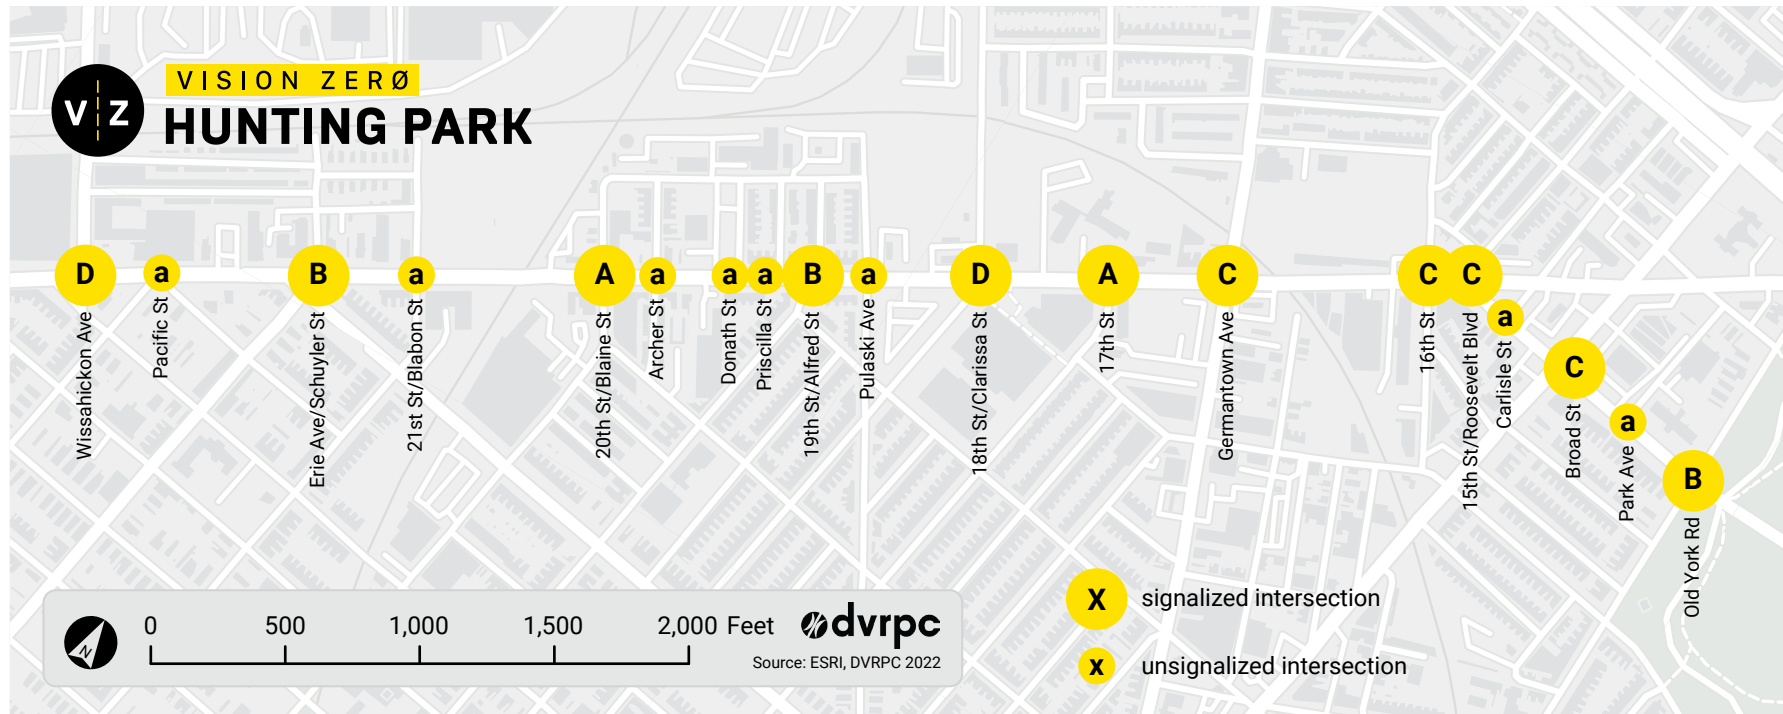 V Z
VISION ZERØ
HUNTING PARK
D
a
B
a
A
a
a
a
B
a
D
A
C
C
C
a
C
a
B
Wissahickon Ave
Pacific St
Erie Ave/Schuyler St
21st St/Blabon St
20th St/Blaine St
Archer St
Donath St
Priscilla St
19th St/Alfred St
Pulaski Ave
18th St/Clarissa St
17th St
Germantown Ave
16th St
15th St/Roosevelt Blvd
Carlisle St
Broad St
Park Ave
Old York Rd
X signalized intersection
x unsignalized intersection
N
0 500 1,000 1,500 2,000 Feet
dvrpc
Source: ESRI, DVRPC 2022